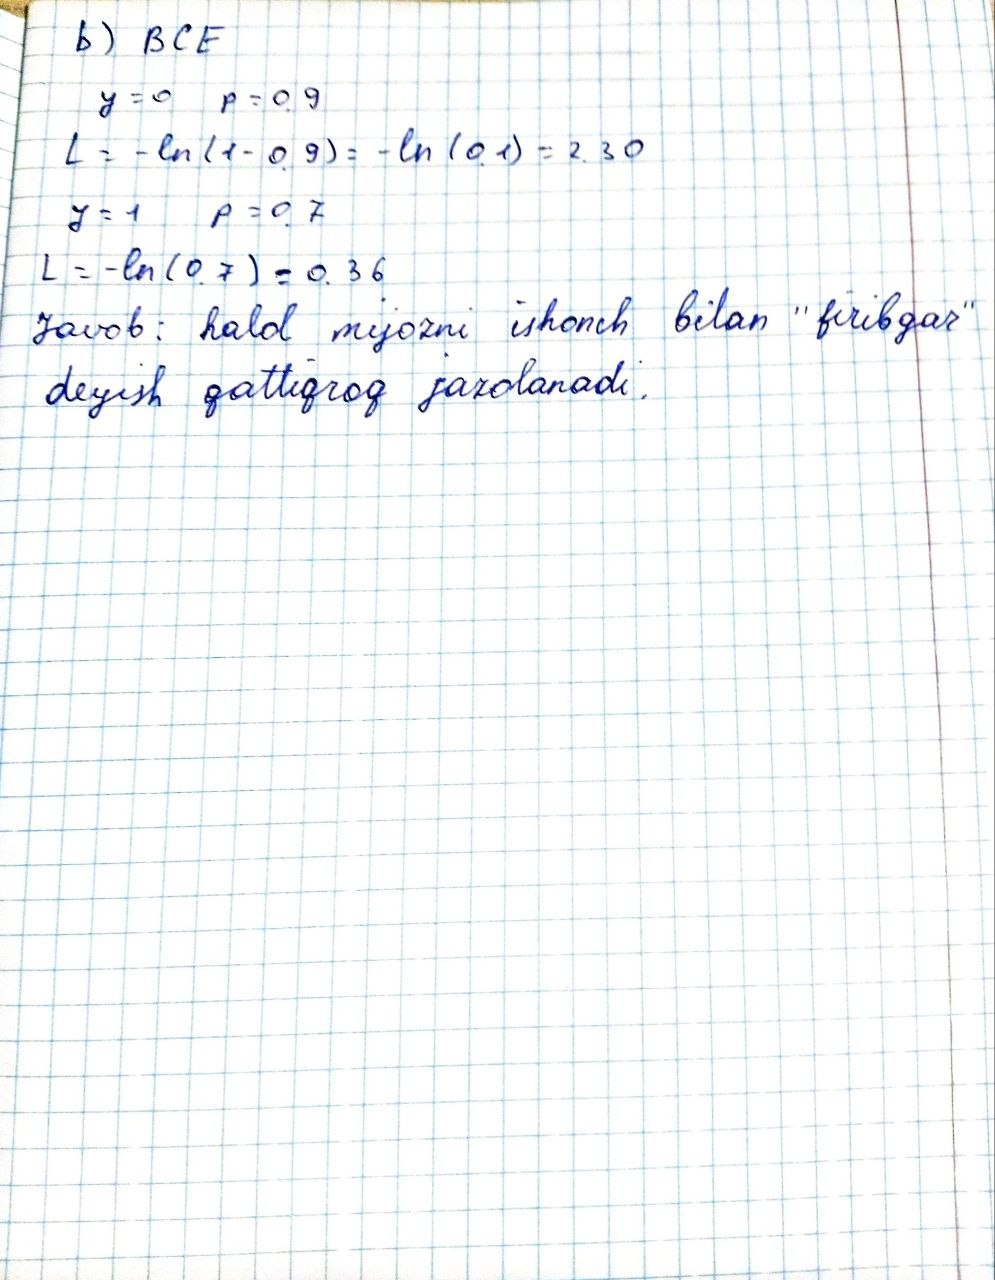 b) BCE
y = 0 p = 0.9
L = -ln(1 - 0.9) = -ln(0.1) = 2.30
y = 1 p = 0.7
L = -ln(0.7) = 0.36
Javob: halol mijozni ishonch bilan "firibgar"
deyish qattiqroq jazolanadi.